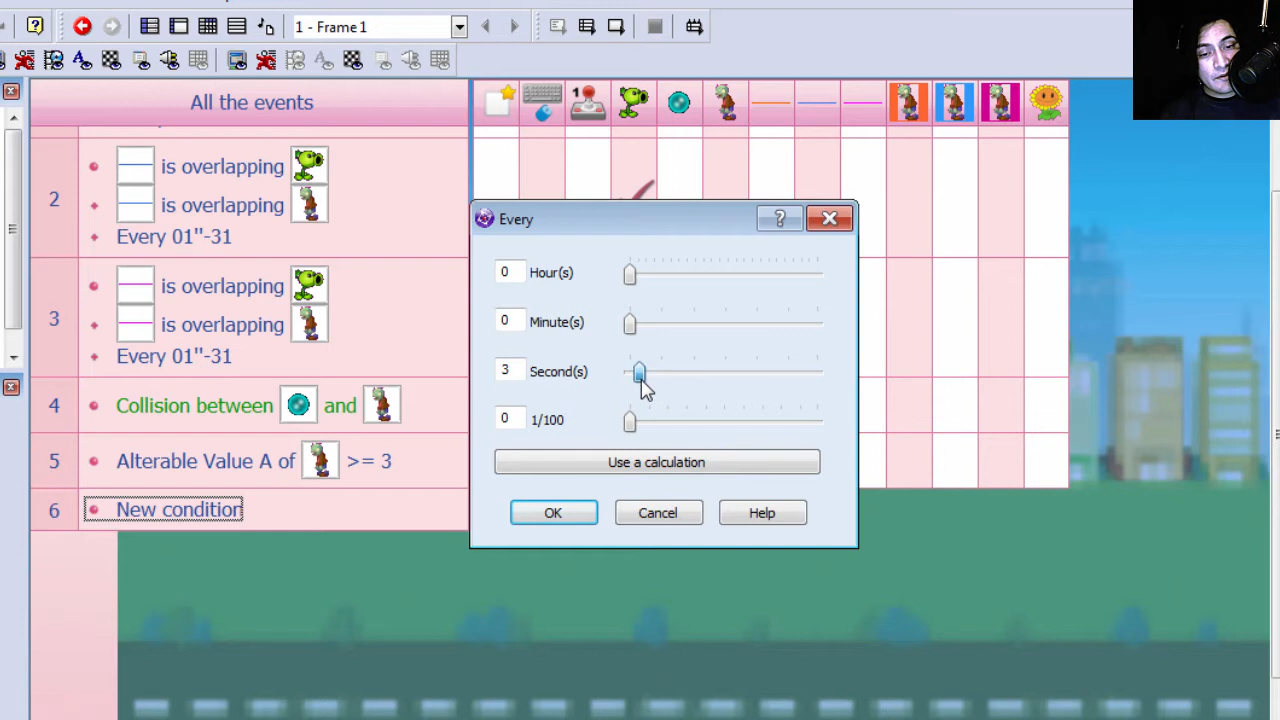 1 - Frame 1
All the events
1
2
is overlapping
is overlapping
Every 01"-31
3
is overlapping
is overlapping
Every 01"-31
4
Collision between and
5
Alterable Value A of >= 3
6
New condition
Every
0 Hour(s)
0 Minute(s)
3 Second(s)
0 1/100
Use a calculation
OK Cancel Help